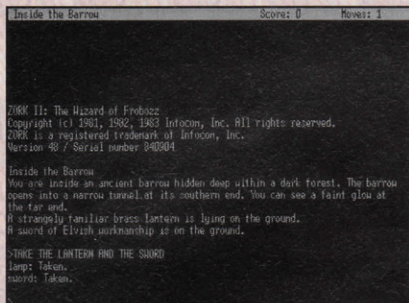 Inside the Barrow Score: 0 Moves: 1
ZORK II: The Wizard of Frobozz
Copyright (c) 1981, 1982, 1983 Infocom, Inc. All rights reserved.
ZORK is a registered trademark of Infocom, Inc.
Version 48 / Serial number 840904
Inside the Barrow
You are inside an ancient barrow hidden deep within a dark forest. The barrow
opens into a narrow tunnel at its southern end. You can see a faint glow at
the far end.
A strangely familiar brass lantern is lying on the ground.
A sword of Elvish workmanship is on the ground.
>TAKE THE LANTERN AND THE SWORD
lamp: Taken.
sword: Taken.